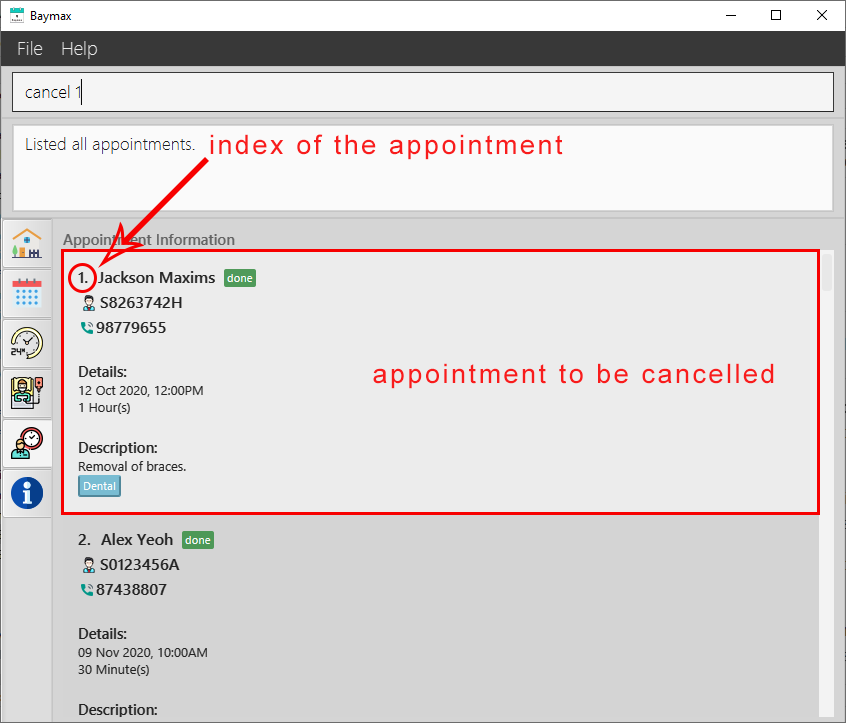 Baymax
File Help
cancel 1
Listed all appointments.
index of the appointment
Appointment Information
1. Jackson Maxims done
S8263742H
98779655
Details:
12 Oct 2020, 12:00PM
1 Hour(s)
appointment to be cancelled
Description:
Removal of braces.
Dental
2. Alex Yeoh done
S0123456A
87438807
Details:
09 Nov 2020, 10:00AM
30 Minute(s)
Description:
24H